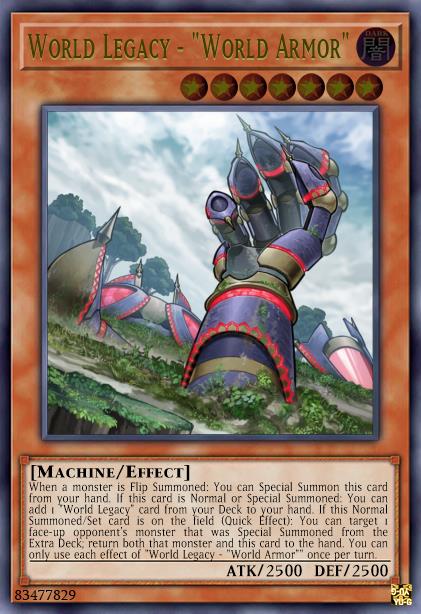 World Legacy - "World Armor"
DARK
闇
[Machine/Effect]
When a monster is Flip Summoned: You can Special Summon this card
from your hand. If this card is Normal or Special Summoned: You can
add 1 "World Legacy" card from your Deck to your hand. If this Normal
Summoned/Set card is on the field (Quick Effect): You can target 1
face-up opponent's monster that was Special Summoned from the
Extra Deck; return both that monster and this card to the hand. You can
only use each effect of "World Legacy - "World Armor"" once per turn.
ATK/2500 DEF/2500
83477829